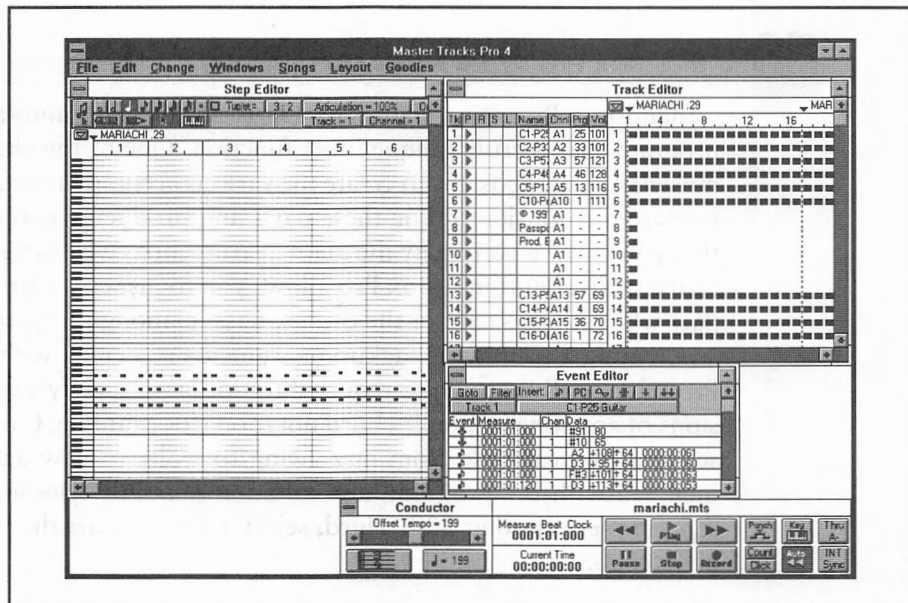 Master Tracks Pro 4
File Edit Change Windows Songs Layout Goodies
Step Editor
Tuplet= 3 : 2 Articulation = 100%
Track = 1 Channel = 1
MARIACHI .29
1 2 3 4 5
Track Editor
MARIACHI .29 MAR
4 8 12 16
Tk P R S L Name Chnl Prg Vol
1 C1-P25 A1 25 101 1
2 C2-P33 A2 33 101 2
3 C3-P57 A3 57 121 3
4 C4-P46 A4 46 128 4
5 C5-P13 A5 13 116 5
6 C10-P A10 1 111 6
7 © 199 A1 - - 7
8 Passp A1 - - 8
9 Prod. A1 - - 9
10 A1 - - 10
11 A1 - - 11
12 A1 - - 12
13 C13-P5 A13 57 69 13
14 C14-P4 A14 4 69 14
15 C15-P A15 36 70 15
16 C16-D A16 1 72 16
Event Editor
Goto Filter Insert: PC
Track 1 C1-P25 Guitar
Event Measure Chan Data
0001:01:000 1 #91 80
0001:01:000 1 #10 65
0001:01:000 1 A2 +108 + 64 0000:00:061
0001:01:000 1 D3 + 95 + 64 0000:00:060
0001:01:000 1 F#3 +101 + 64 0000:00:063
0001:01:120 1 D3 +113 + 64 0000:00:053
Conductor
Offset Tempo = 199
= 199
mariachi.mts
Measure Beat Clock
0001:01:000
Current Time
00:00:00:00
Play
Pause Stop Record
Punch Key Thru
A-
Count Auto INT
Click Sync